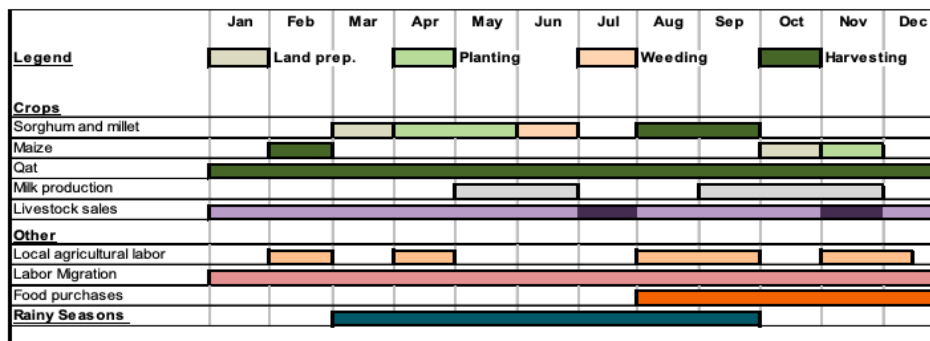 Jan Feb Mar Apr May Jun Jul Aug Sep Oct Nov Dec
Legend Land prep. Planting Weeding Harvesting
Crops
Sorghum and millet
Maize
Qat
Milk production
Livestock sales
Other
Local agricultural labor
Labor Migration
Food purchases
Rainy Seasons